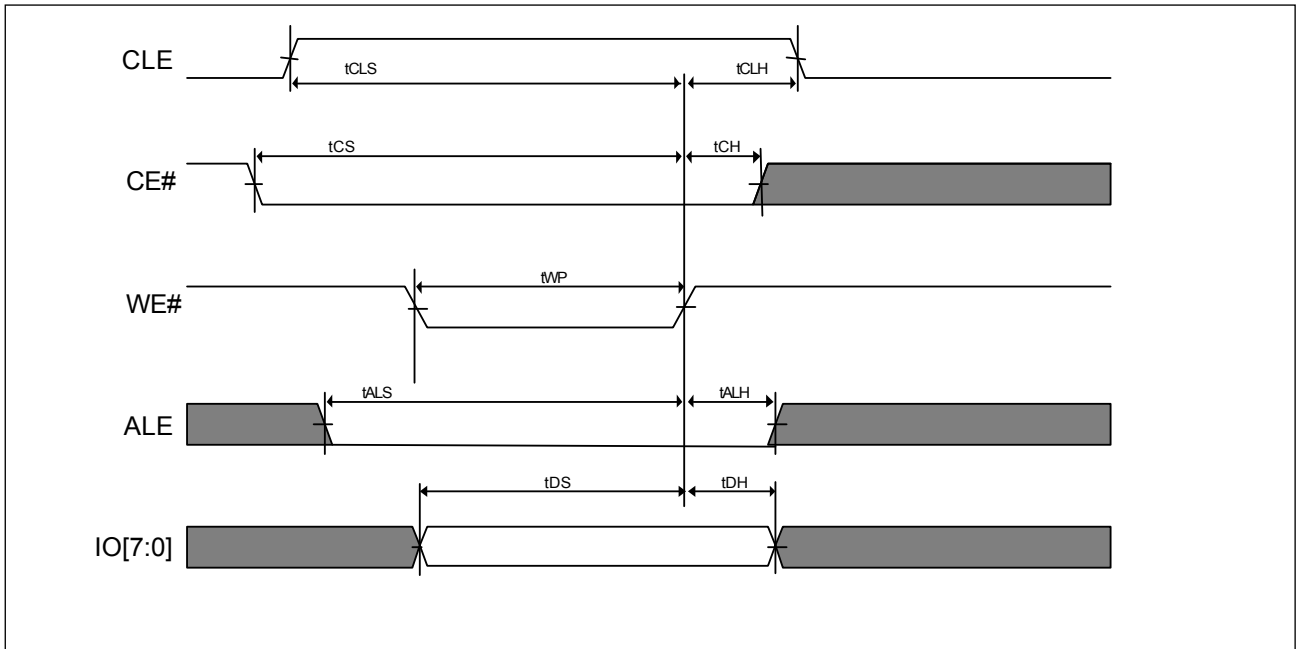 CLE
tCLS
tCLH
CE#
tCS
tCH
WE#
tWP
ALE
tALS
tALH
IO[7:0]
tDS
tDH